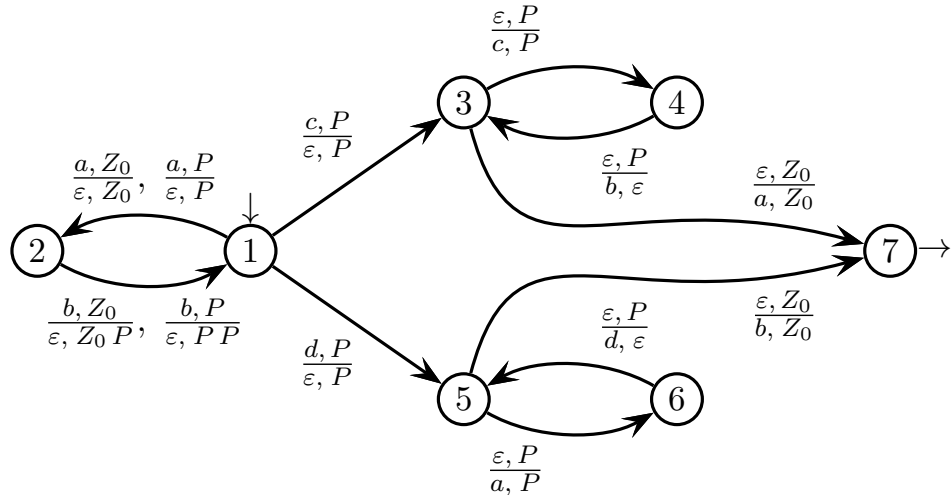 ε, P
c, P
3
4
c, P
ε, P
a, Z₀
ε, Z₀
,
a, P
ε, P
ε, P
b, ε
ε, Z₀
a, Z₀
↓
2
1
7
→
b, Z₀
ε, Z₀ P
,
b, P
ε, P P
ε, P
d, ε
ε, Z₀
b, Z₀
d, P
ε, P
5
6
ε, P
a, P